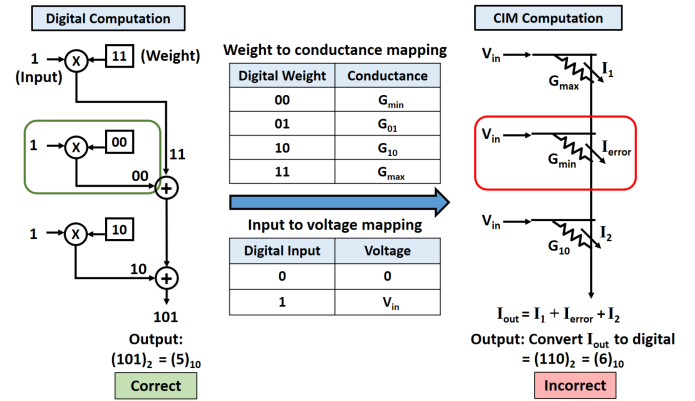 Digital Computation
1
(Input)
X
11
(Weight)
1
X
00
11
00
+
1
X
10
10
+
101
Output:
(101)₂ = (5)₁₀
Correct
Weight to conductance mapping
Digital Weight Conductance
00 Gmin
01 G01
10 G10
11 Gmax
Input to voltage mapping
Digital Input Voltage
0 0
1 Vin
CIM Computation
Vin
I₁
Gmax
Vin
Ierror
Gmin
Vin
I₂
G10
Iout = I₁ + Ierror + I₂
Output: Convert Iout to digital
= (110)₂ = (6)₁₀
Incorrect